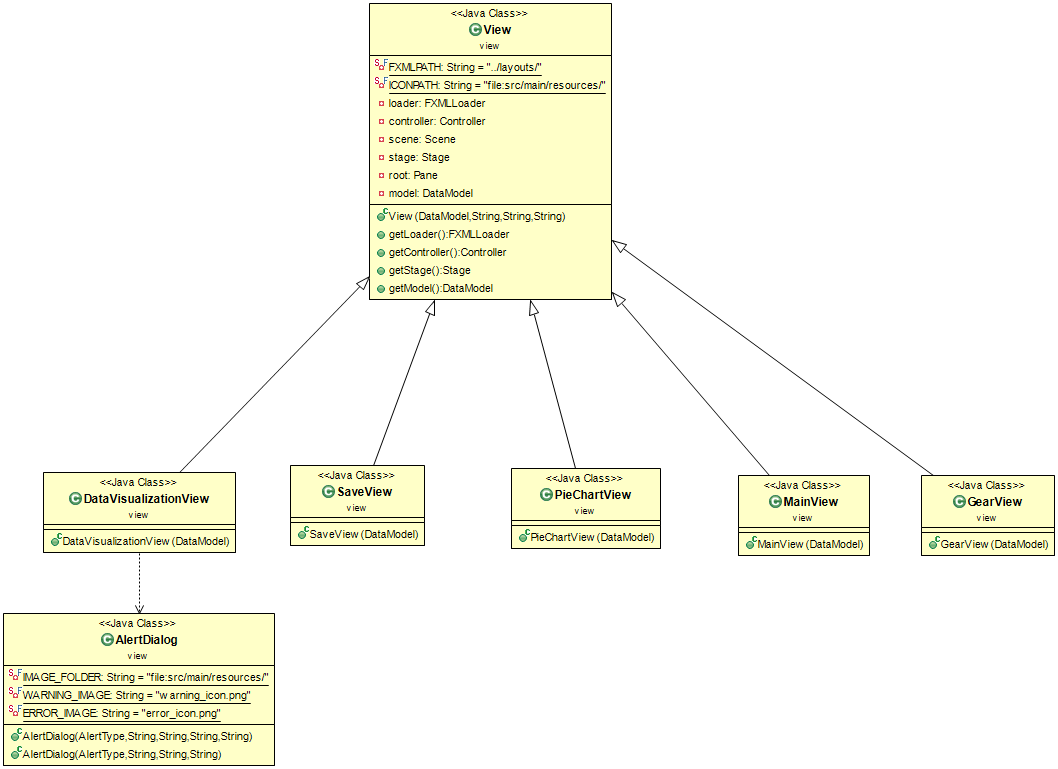 <<Java Class>>
View
view
FXMLPATH: String = "../layouts/"
ICONPATH: String = "file:src/main/resources/"
loader: FXMLLoader
controller: Controller
scene: Scene
stage: Stage
root: Pane
model: DataModel
View(DataModel,String,String,String)
getLoader():FXMLLoader
getController():Controller
getStage():Stage
getModel():DataModel
<<Java Class>>
DataVisualizationView
view
DataVisualizationView(DataModel)
<<Java Class>>
SaveView
view
SaveView(DataModel)
<<Java Class>>
PieChartView
view
PieChartView(DataModel)
<<Java Class>>
MainView
view
MainView(DataModel)
<<Java Class>>
GearView
view
GearView(DataModel)
<<Java Class>>
AlertDialog
view
IMAGE_FOLDER: String = "file:src/main/resources/"
WARNING_IMAGE: String = "warning_icon.png"
ERROR_IMAGE: String = "error_icon.png"
AlertDialog(AlertType,String,String,String,String)
AlertDialog(AlertType,String,String,String)